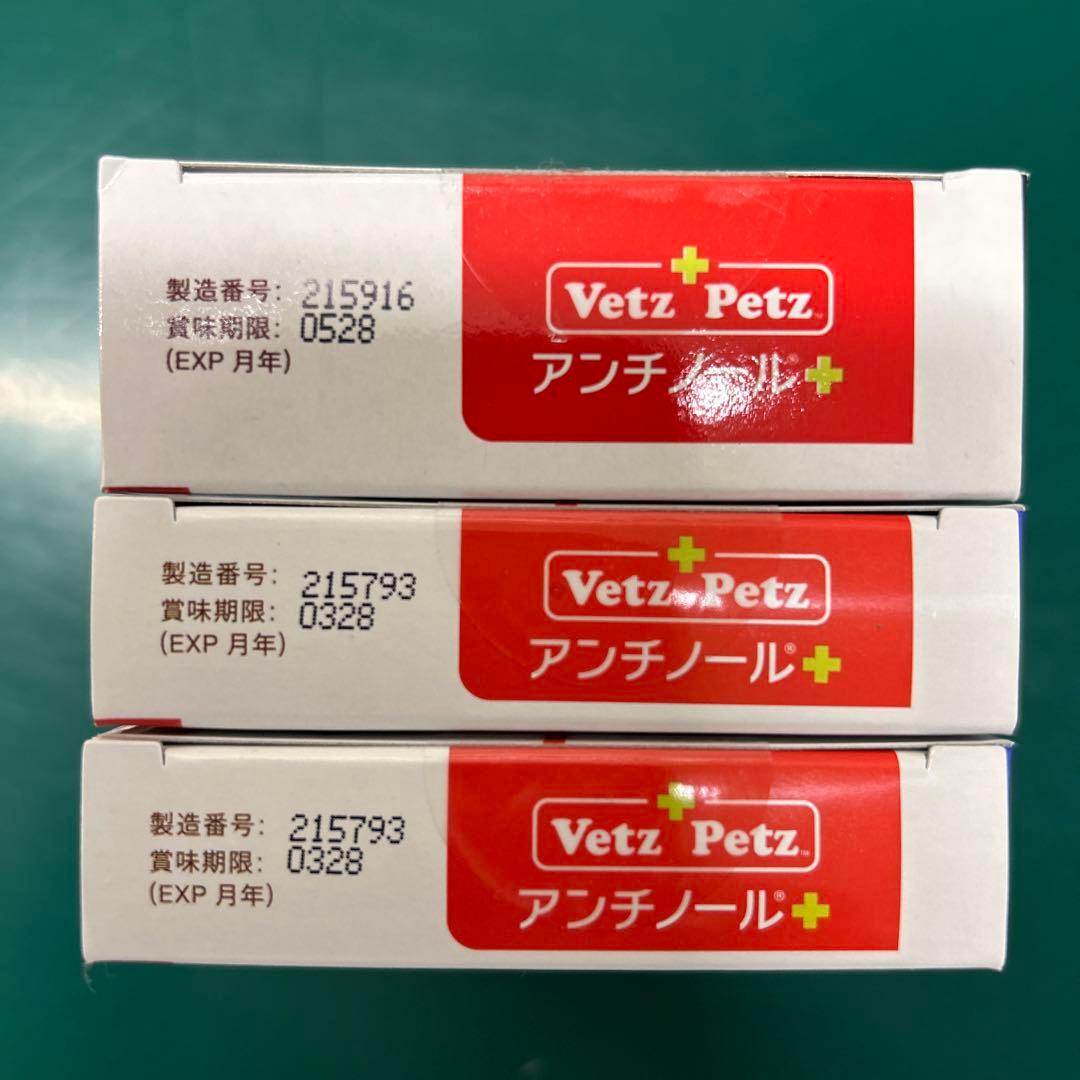 製造番号: 215916
賞味期限: 0528
(EXP 月年)
Vetz Petz™
アンチノール®+
製造番号: 215793
賞味期限: 0328
(EXP 月年)
Vetz Petz™
アンチノール®+
製造番号: 215793
賞味期限: 0328
(EXP 月年)
Vetz Petz™
アンチノール®+